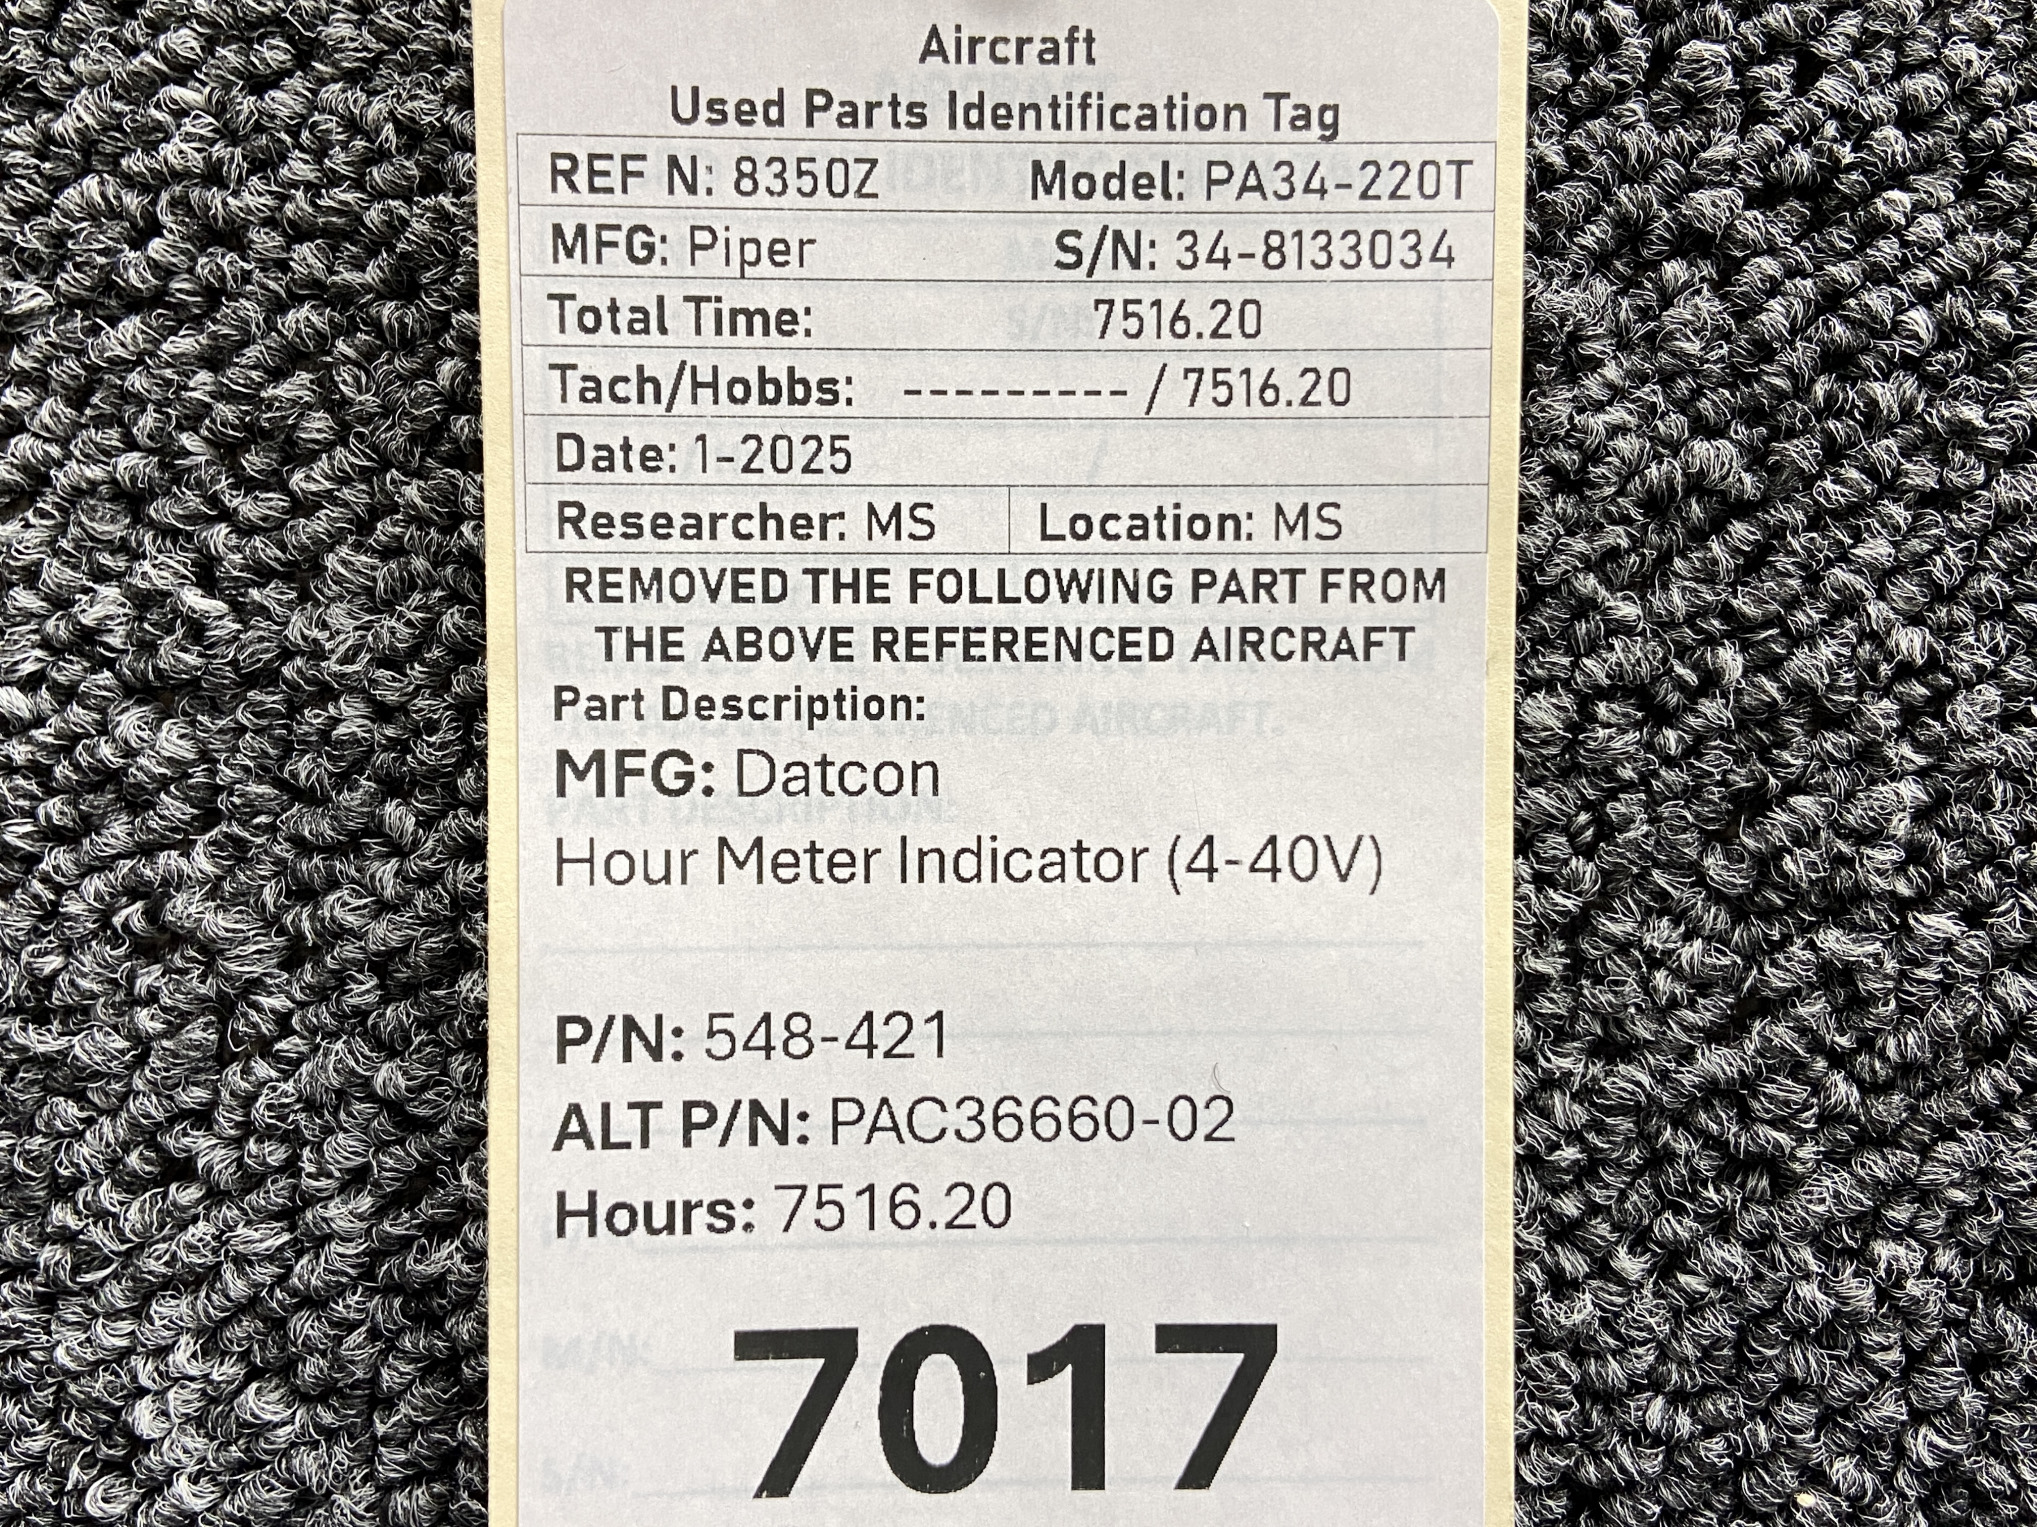 Aircraft
Used Parts Identification Tag
REF N: 8350Z Model: PA34-220T
MFG: Piper S/N: 34-8133034
Total Time: 7516.20
Tach/Hobbs: --------- / 7516.20
Date: 1-2025
Researcher: MS Location: MS
REMOVED THE FOLLOWING PART FROM
THE ABOVE REFERENCED AIRCRAFT
Part Description:
MFG: Datcon
Hour Meter Indicator (4-40V)
P/N: 548-421
ALT P/N: PAC36660-02
Hours: 7516.20
7017